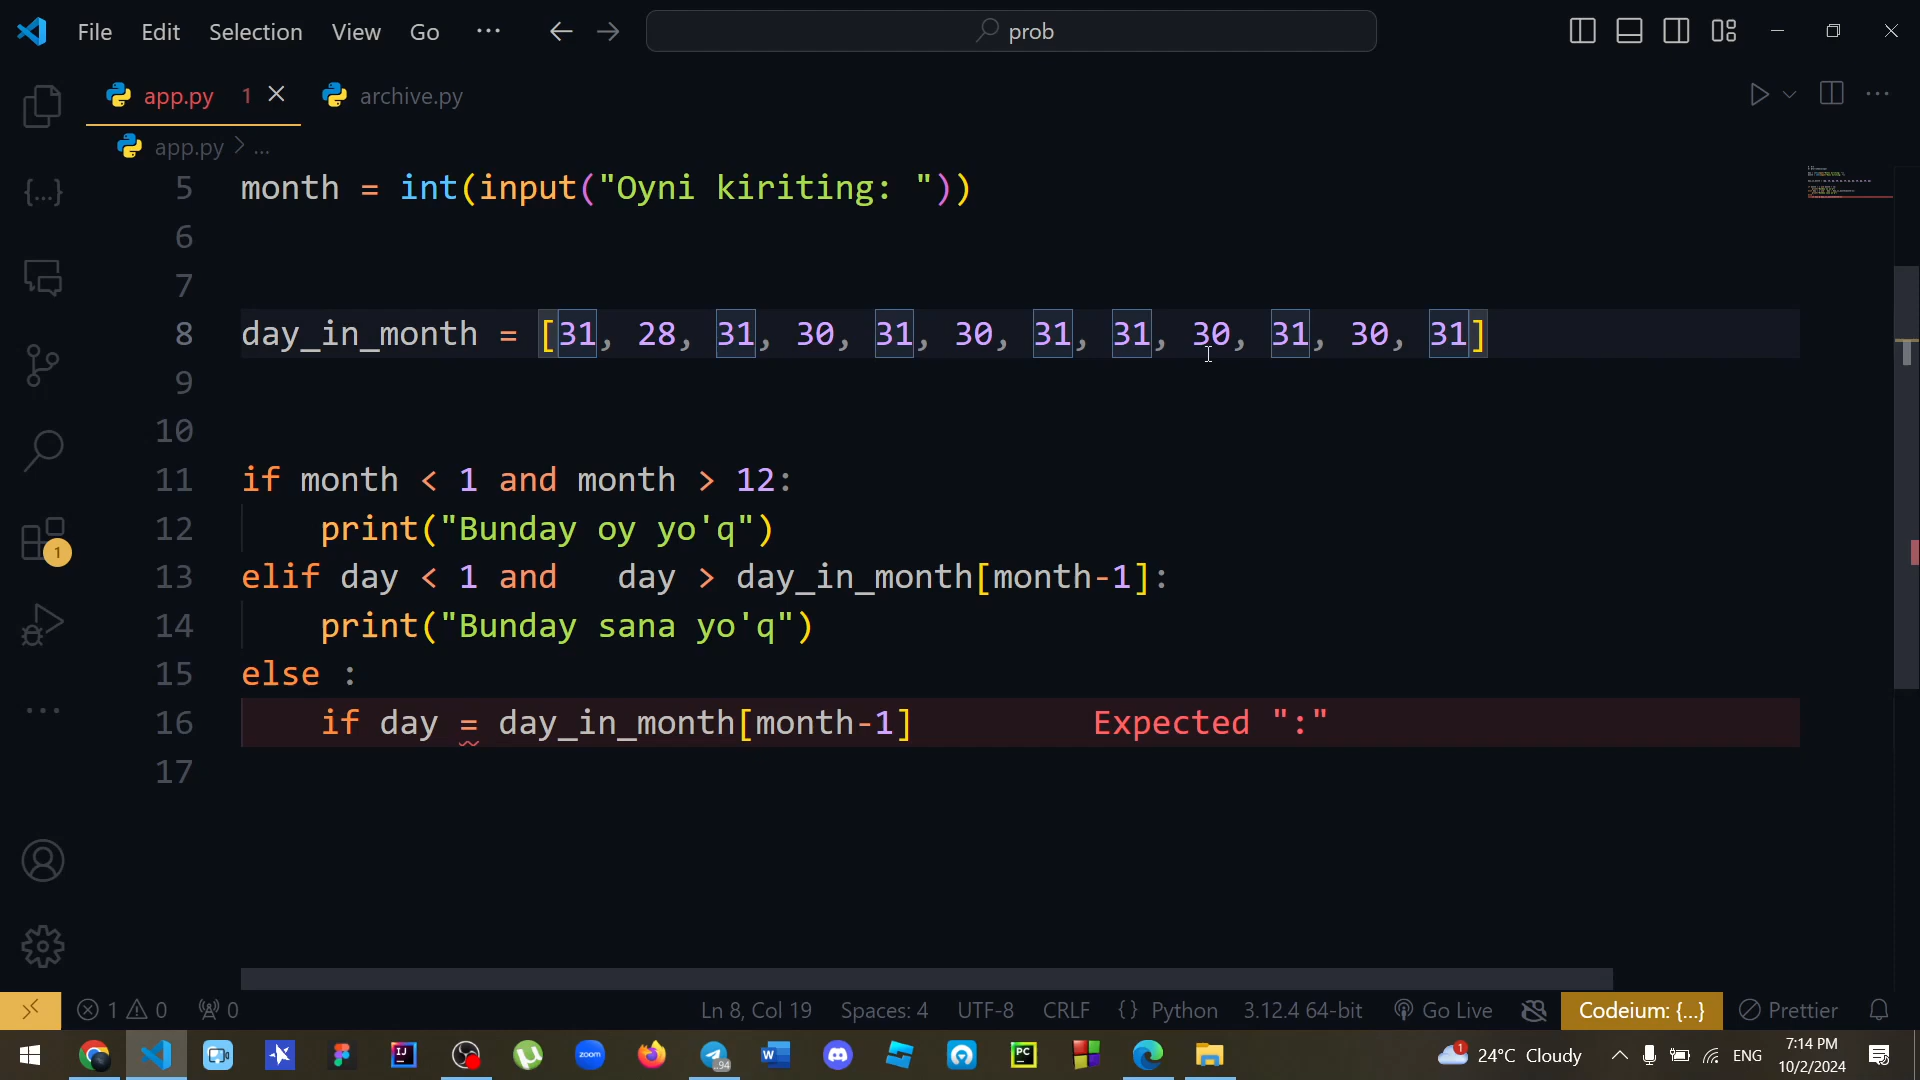 File Edit Selection View Go ··· prob
app.py 1 archive.py
app.py > ...
5 month = int(input("Oyni kiriting: "))
6
7
8 day_in_month = [31, 28, 31, 30, 31, 30, 31, 31, 30, 31, 30, 31]
9
10
11 if month < 1 and month > 12:
12 print("Bunday oy yo'q")
13 elif day < 1 and day > day_in_month[month-1]:
14 print("Bunday sana yo'q")
15 else :
16 if day = day_in_month[month-1] Expected ":"
17
1
1 0 0 Ln 8, Col 19 Spaces: 4 UTF-8 CRLF {} Python 3.12.4 64-bit Go Live Codeium: {...} Prettier
zoom 94 PC 1 24°C Cloudy ENG 7:14 PM
10/2/2024